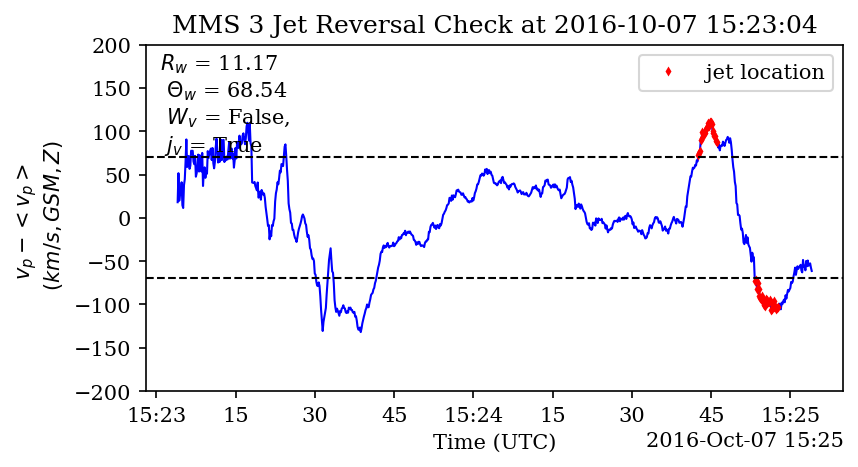 MMS 3 Jet Reversal Check at 2016-10-07 15:23:04
R_w = 11.17
Θ_w = 68.54
W_v = False,
j_v = True
jet location
v_p − < v_p >
(km/s, GSM, Z)
200
150
100
50
0
−50
−100
−150
−200
15:23 15 30 45 15:24 15 30 45 15:25
Time (UTC)
2016-Oct-07 15:25